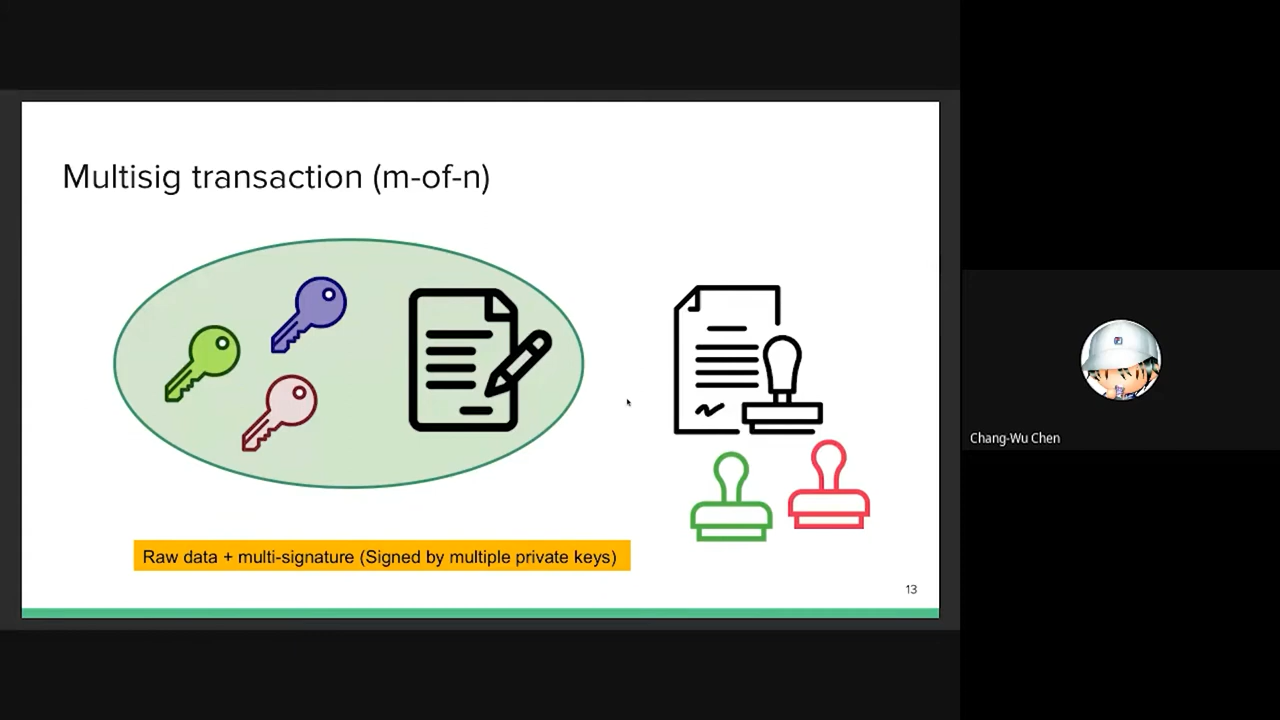 Multisig transaction (m-of-n)
Raw data + multi-signature (Signed by multiple private keys)
13
Chang-Wu Chen